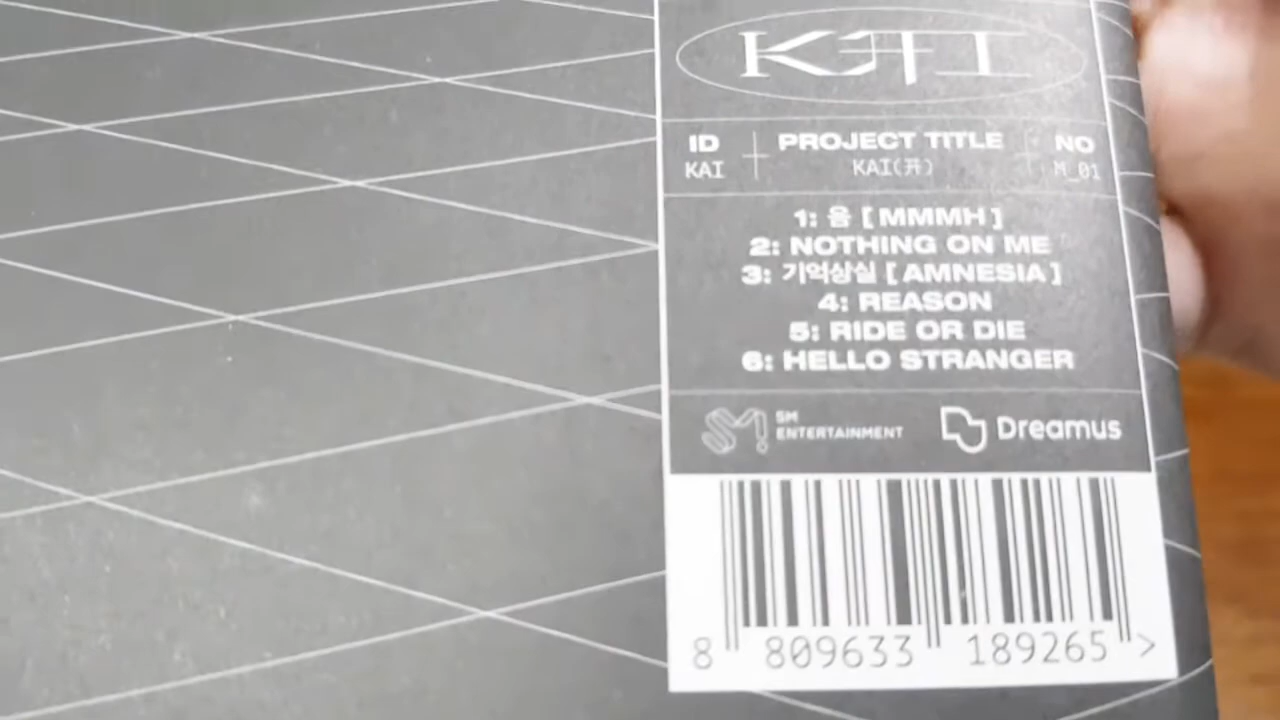 KAI
ID
KAI
PROJECT TITLE
KAI(开)
NO
M_01
1: 음 [MMMH]
2: NOTHING ON ME
3: 기억상실 [AMNESIA]
4: REASON
5: RIDE OR DIE
6: HELLO STRANGER
SM
ENTERTAINMENT
Dreamus
8 809633 189265 >